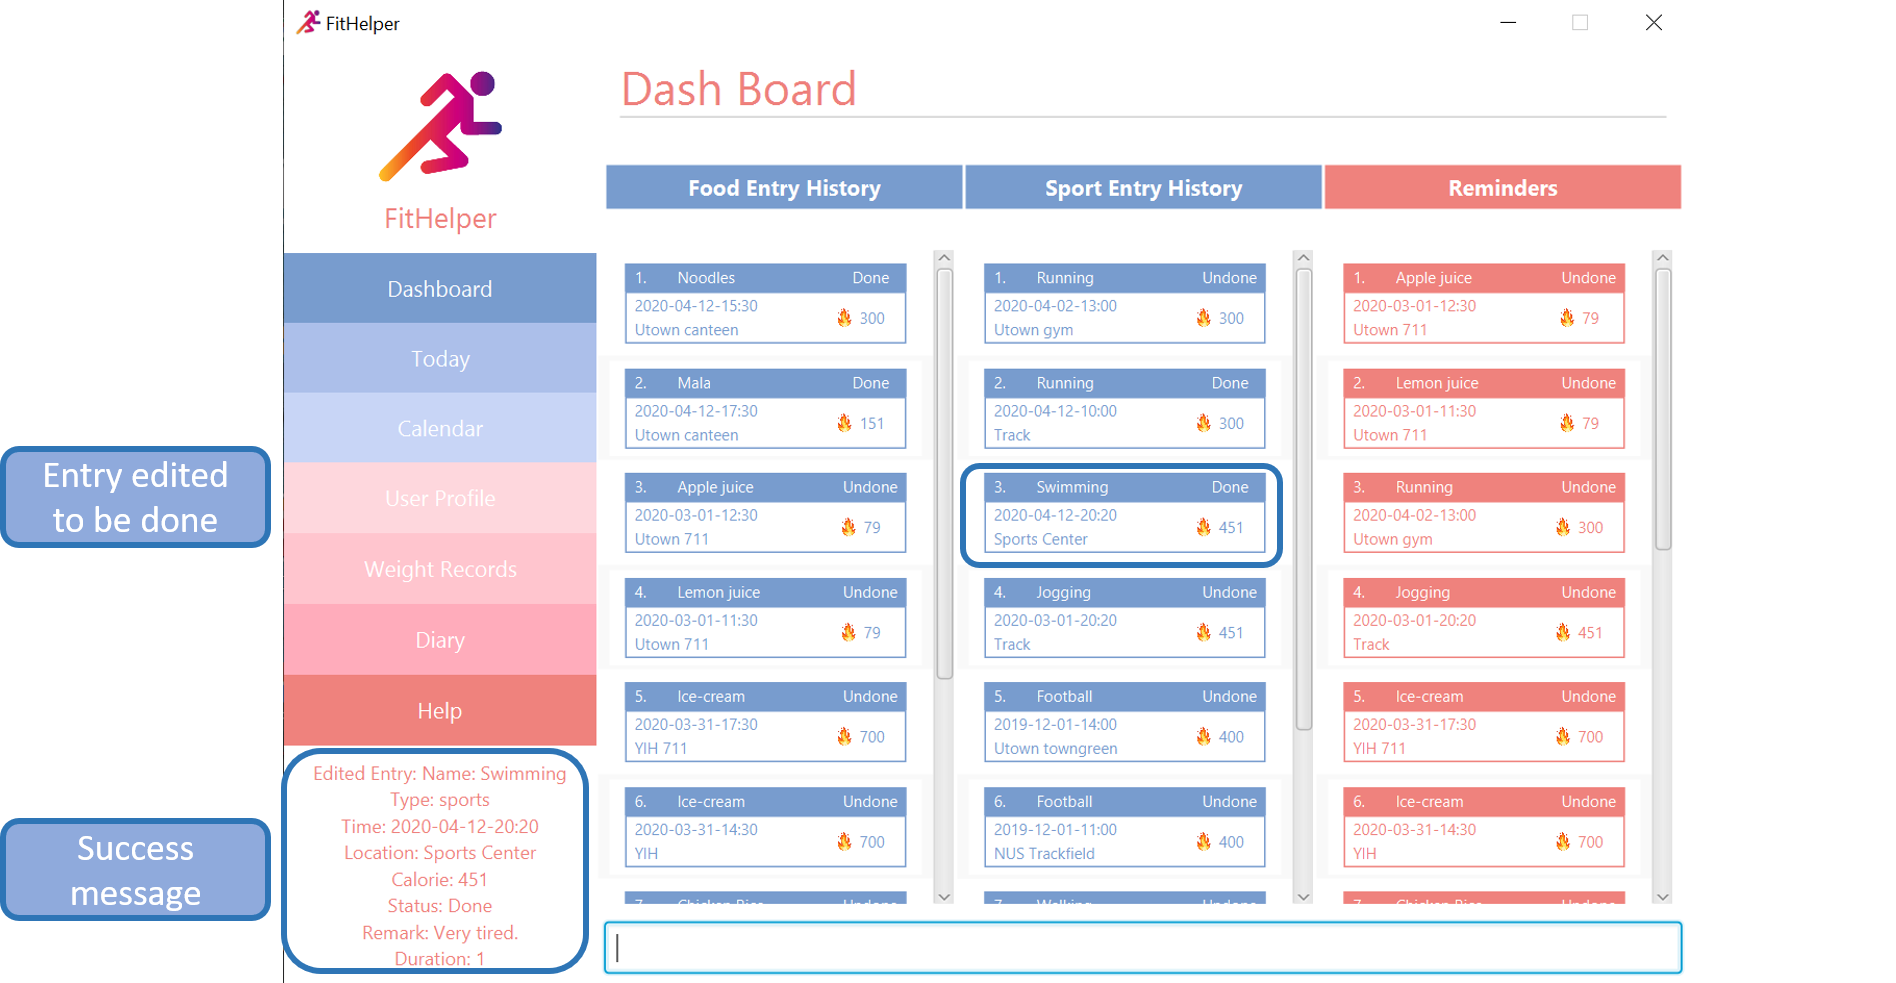 FitHelper
Dash Board
FitHelper
Dashboard
Today
Calendar
User Profile
Weight Records
Diary
Help
Entry edited
to be done
Success
message
Edited Entry: Name: Swimming
Type: sports
Time: 2020-04-12-20:20
Location: Sports Center
Calorie: 451
Status: Done
Remark: Very tired.
Duration: 1
Food Entry History
1. Noodles Done
2020-04-12-15:30
300
Utown canteen
2. Mala Done
2020-04-12-17:30
151
Utown canteen
3. Apple juice Undone
2020-03-01-12:30
79
Utown 711
4. Lemon juice Undone
2020-03-01-11:30
79
Utown 711
5. Ice-cream Undone
2020-03-31-17:30
700
YIH 711
6. Ice-cream Undone
2020-03-31-14:30
700
YIH
7. Chicken Rice Undone
Sport Entry History
1. Running Undone
2020-04-02-13:00
300
Utown gym
2. Running Done
2020-04-12-10:00
300
Track
3. Swimming Done
2020-04-12-20:20
451
Sports Center
4. Jogging Undone
2020-03-01-20:20
451
Track
5. Football Undone
2019-12-01-14:00
400
Utown towngreen
6. Football Undone
2019-12-01-11:00
400
NUS Trackfield
7. Walking Undone
Reminders
1. Apple juice Undone
2020-03-01-12:30
79
Utown 711
2. Lemon juice Undone
2020-03-01-11:30
79
Utown 711
3. Running Undone
2020-04-02-13:00
300
Utown gym
4. Jogging Undone
2020-03-01-20:20
451
Track
5. Ice-cream Undone
2020-03-31-17:30
700
YIH 711
6. Ice-cream Undone
2020-03-31-14:30
700
YIH
7. Chicken Rice Undone